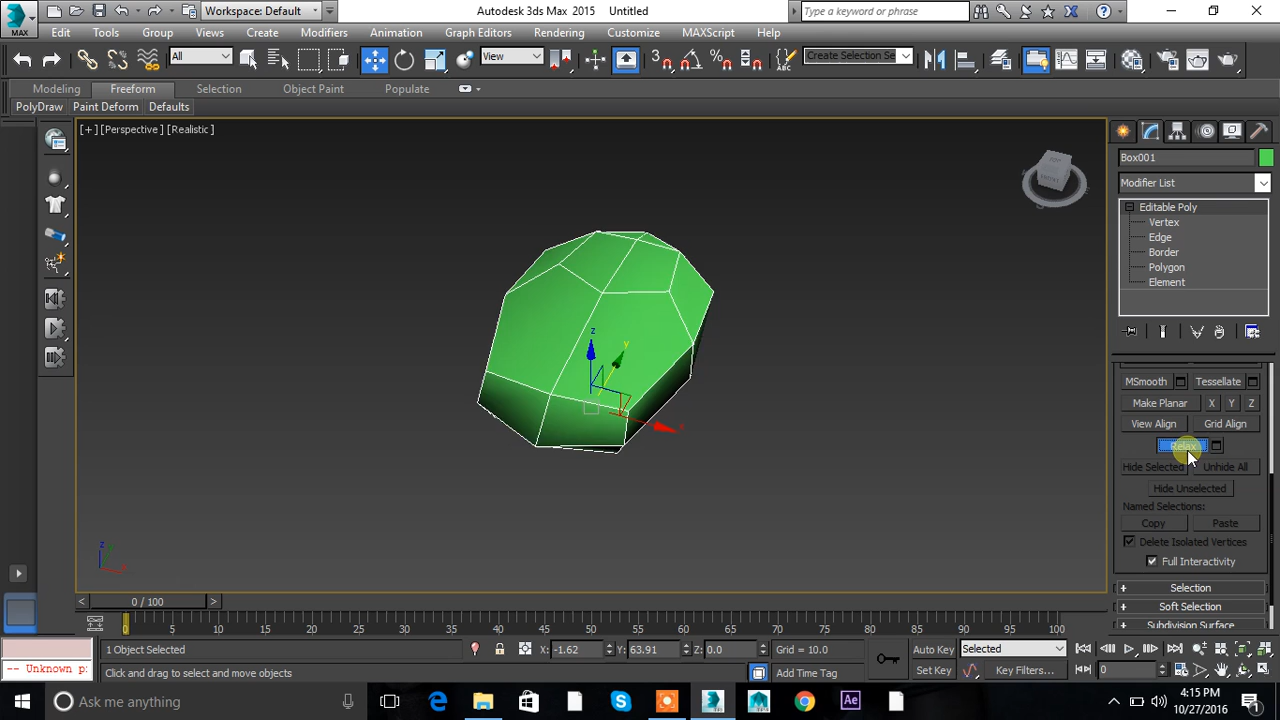 Workspace: Default
Autodesk 3ds Max 2015 Untitled
Type a keyword or phrase
MAX
Edit Tools Group Views Create Modifiers Animation Graph Editors Rendering Customize MAXScript Help
All View Create Selection Se
Modeling Freeform Selection Object Paint Populate
PolyDraw Paint Deform Defaults
[+] [Perspective] [Realistic]
Box001
Modifier List
Editable Poly
Vertex
Edge
Border
Polygon
Element
MSmooth Tessellate
Make Planar X Y Z
View Align Grid Align
Relax
Hide Selected Unhide All
Hide Unselected
Named Selections:
Copy Paste
Delete Isolated Vertices
Full Interactivity
+ Selection
+ Soft Selection
Subdivision Surface
z
y
x
z
< 0 / 100 >
0 5 10 15 20 25 30 35 40 45 50 55 60 65 70 75 80 85 90 95 100
1 Object Selected X: -1.62 Y: 63.91 Z: 0.0 Grid = 10.0 Auto Key Selected
-- Unknown p Click and drag to select and move objects Add Time Tag Set Key Key Filters... 0
Ask me anything
4:15 PM
10/27/2016